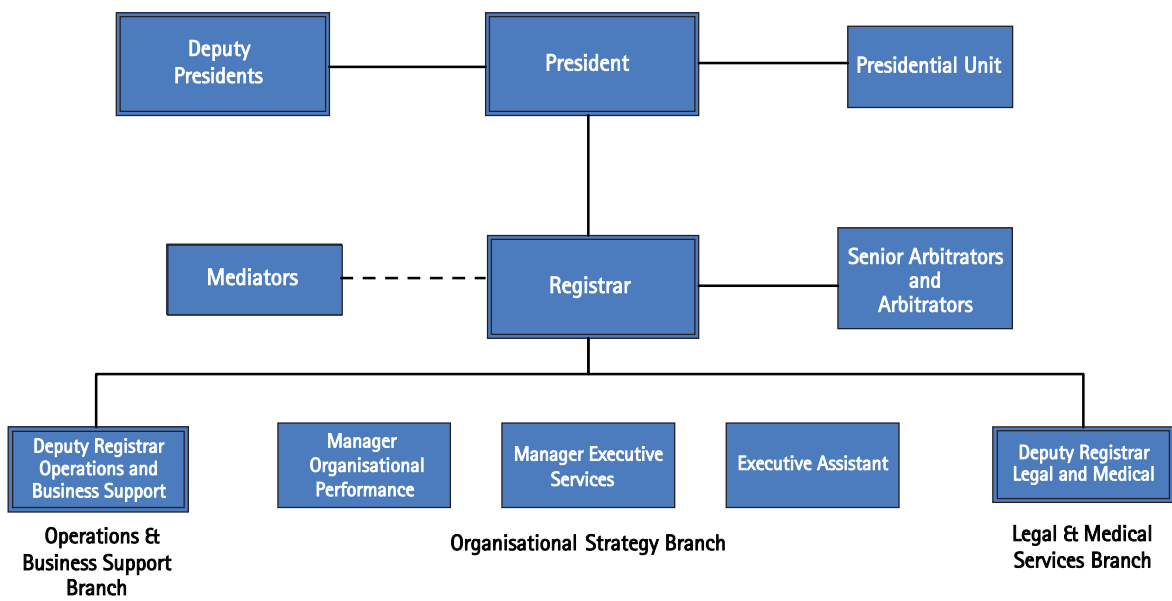 Deputy
Presidents
President
Presidential Unit
Mediators
Registrar
Senior Arbitrators
and
Arbitrators
Deputy Registrar
Operations and
Business Support
Manager
Organisational
Performance
Manager Executive
Services
Executive Assistant
Deputy Registrar
Legal and Medical
Operations &
Business Support
Branch
Organisational Strategy Branch
Legal & Medical
Services Branch